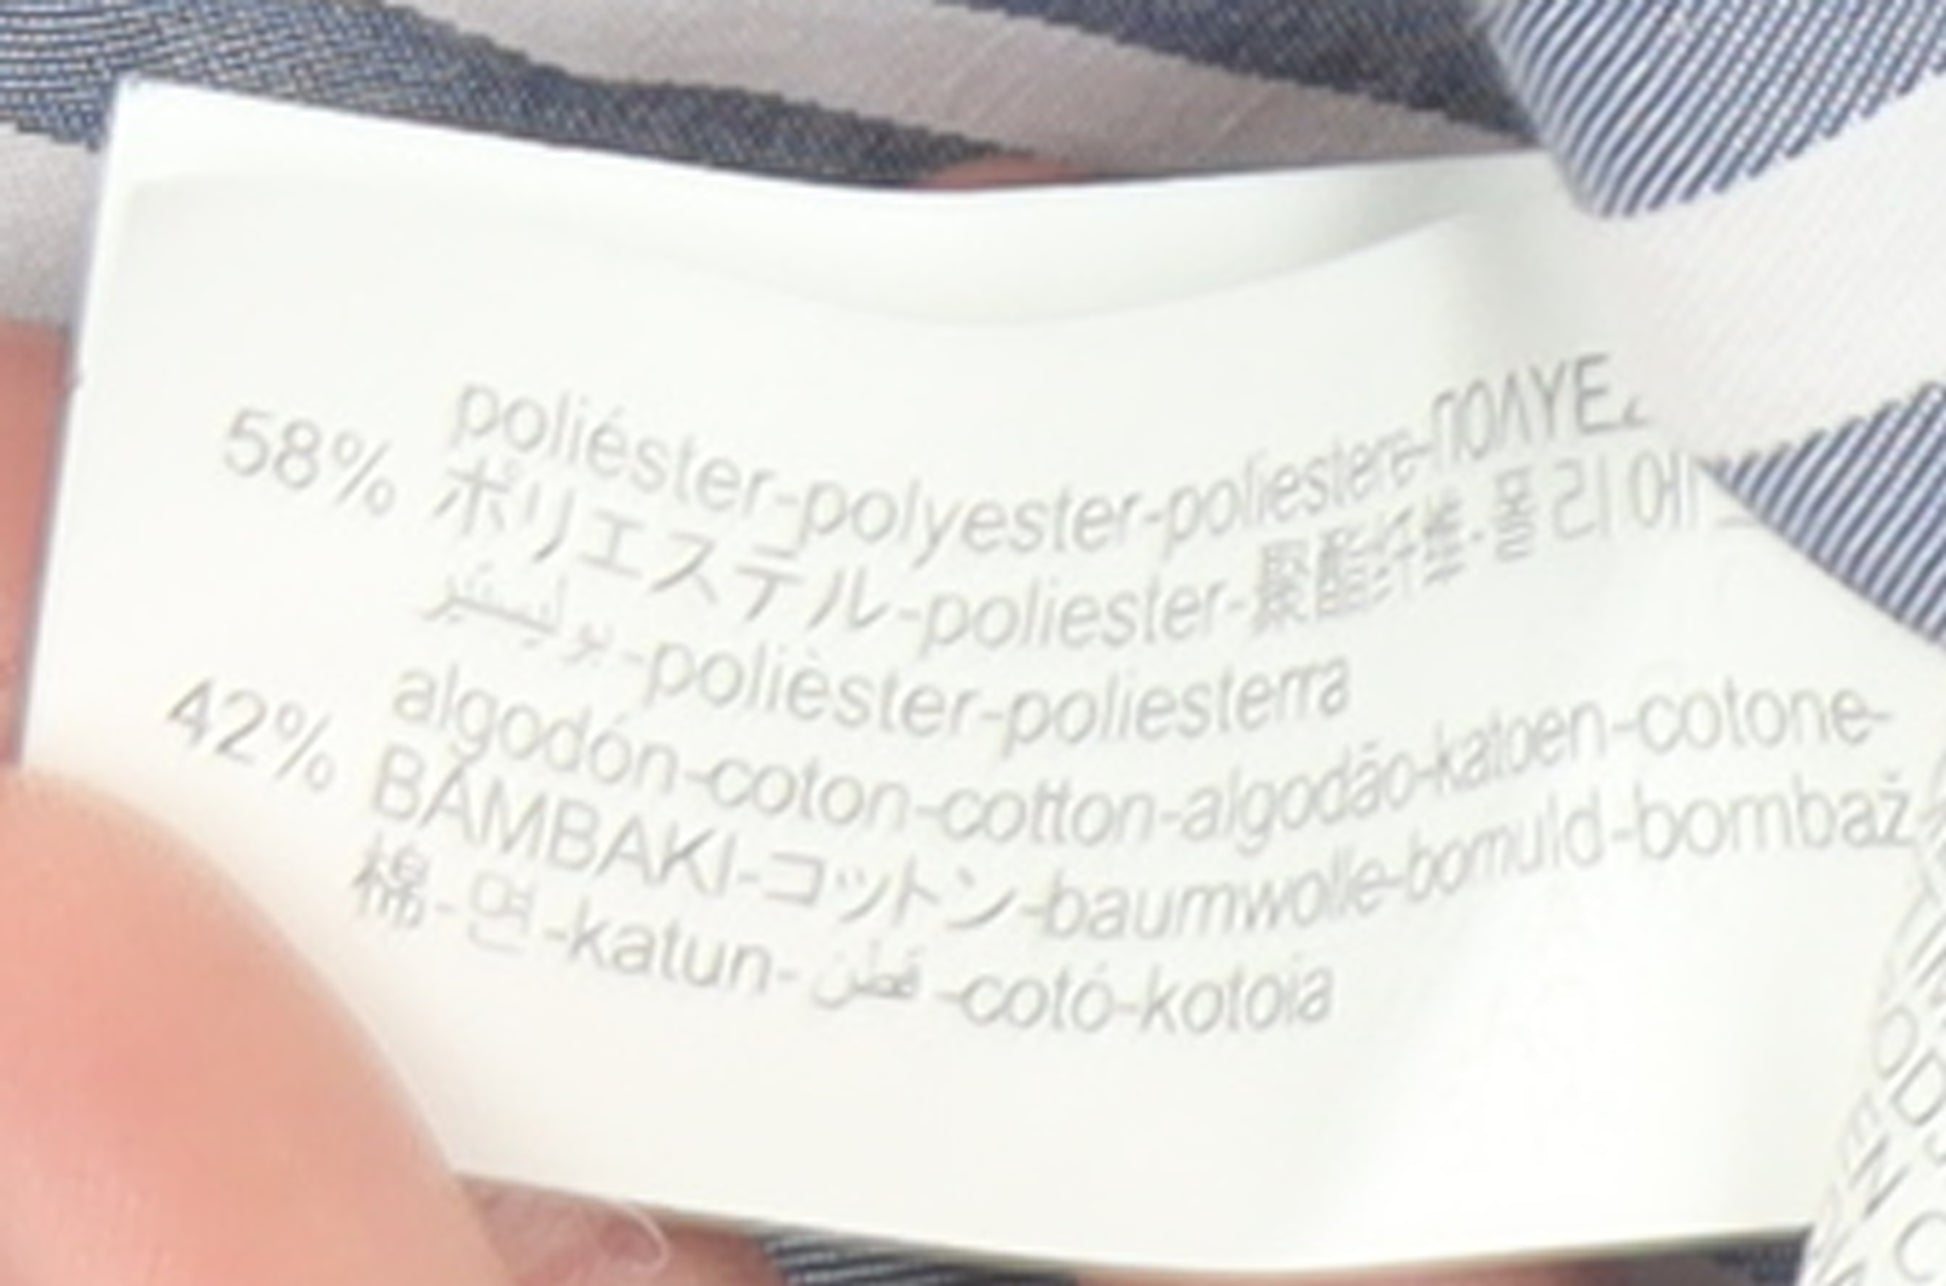 58% poliéster-polyester-poliestere-ΠΟΛΥΕ
ポリエステル-poliester-聚酯纤维-폴리에
بوليستر-polièster-poliesterra
42% algodón-coton-cotton-algodão-katoen-cotone-
BAMBAKI-コットン-baumwolle-bomuld-bombaž
棉-면-katun-قطن-cotó-kotoia